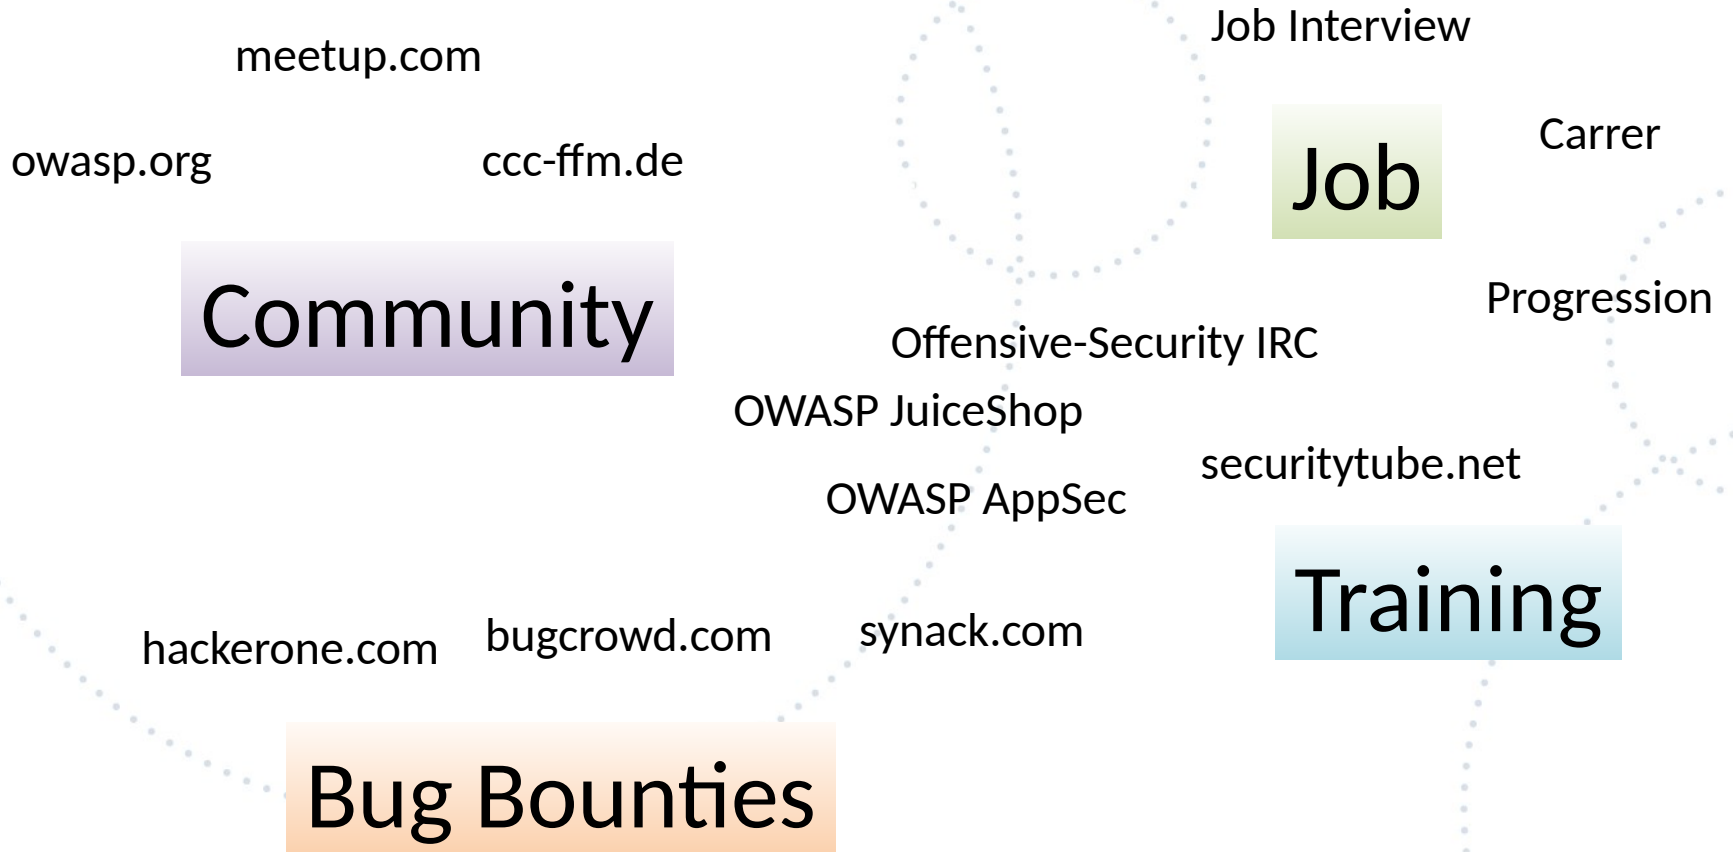 Job Interview
meetup.com
Carrer
owasp.org
ccc-ffm.de
Job
Community
Progression
Offensive-Security IRC
OWASP JuiceShop
securitytube.net
OWASP AppSec
Training
hackerone.com
bugcrowd.com
synack.com
Bug Bounties